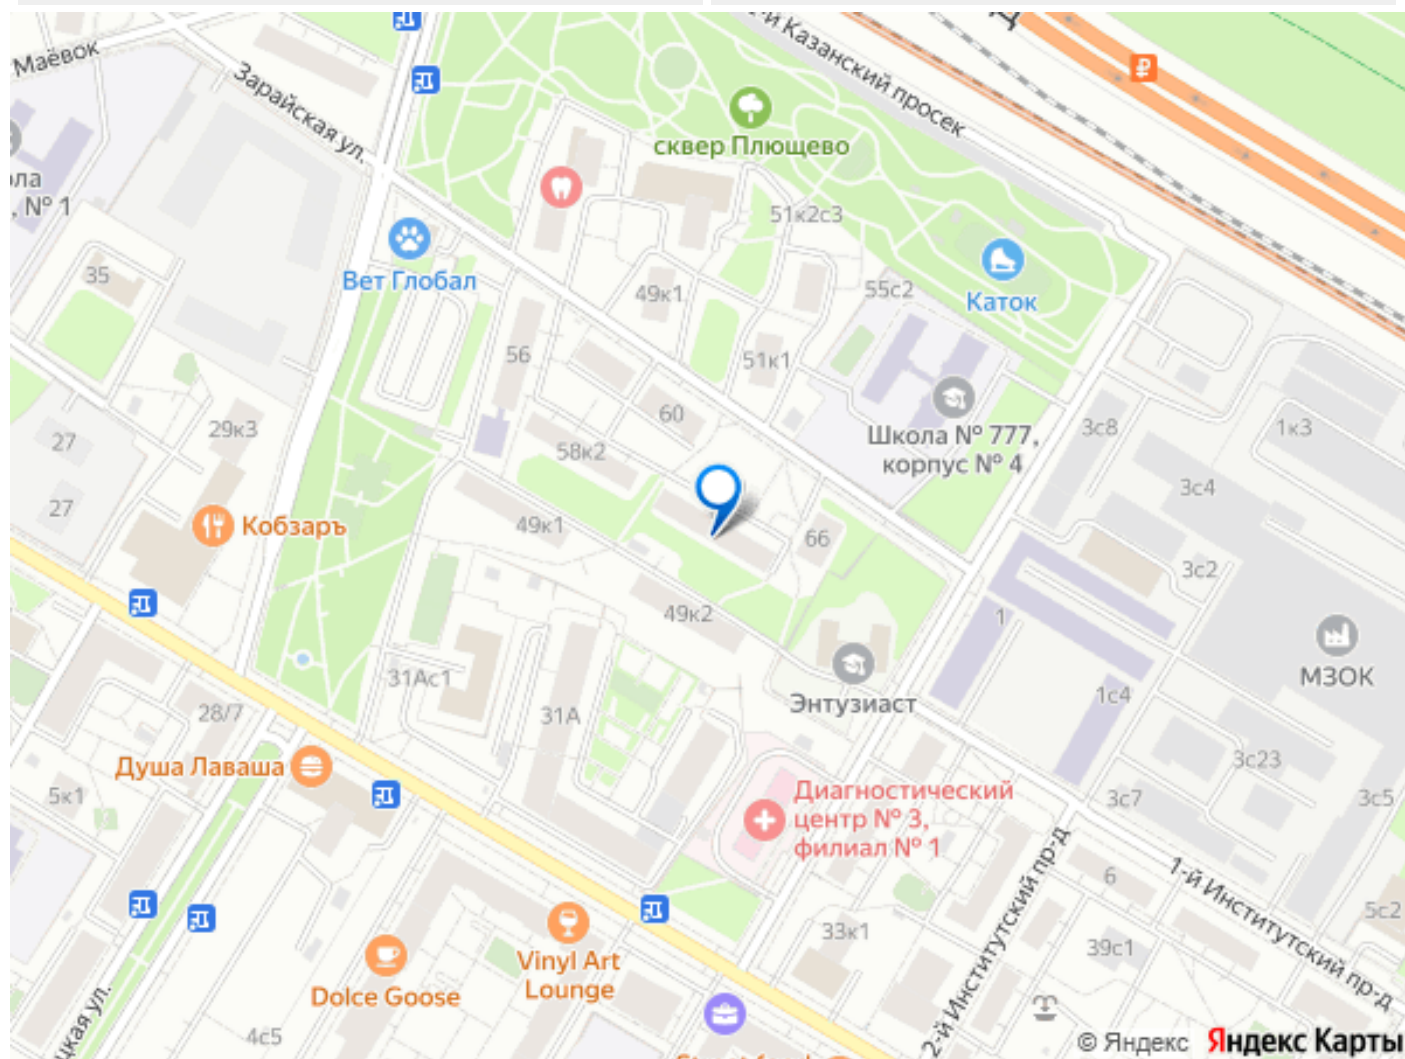 Маёвок
Зарайская ул.
-й Казанский просек
сквер Плющево
ола
, № 1
51к2с3
Вет Глобал
35
49к1
55с2
Каток
56
51к1
60
29к3
27
58к2
Школа № 777,
корпус № 4
3с8
1к3
3с4
27
Кобзаръ
49к1
66
3с2
49к2
1
МЗОК
31Ас1
Энтузиаст
1с4
28/7
31А
3с23
Душа Лаваша
5к1
Диагностический
центр № 3,
филиал № 1
3с7
3с5
6
1-й Институтский пр-д
5с2
33к1
39с1
2-й Институтский пр-д
Vinyl Art
Lounge
Dolce Goose
цкая ул.
4с5
© Яндекс Яндекс Карты